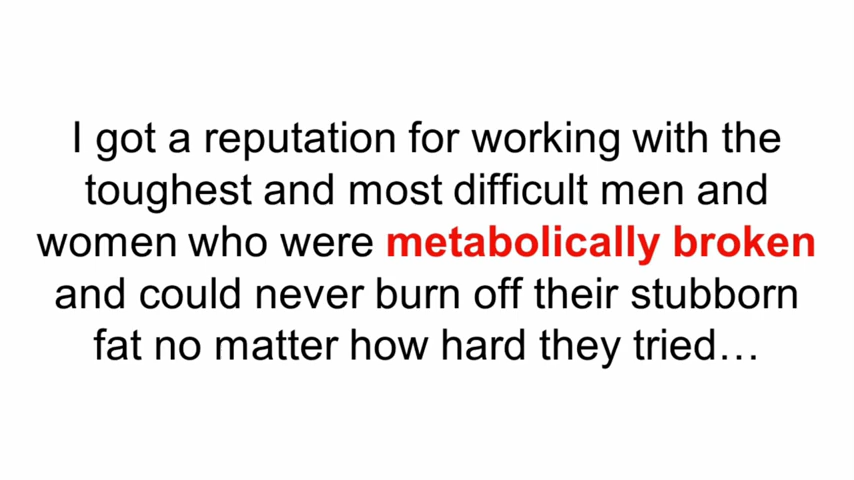 I got a reputation for working with the
toughest and most difficult men and
women who were metabolically broken
and could never burn off their stubborn
fat no matter how hard they tried…